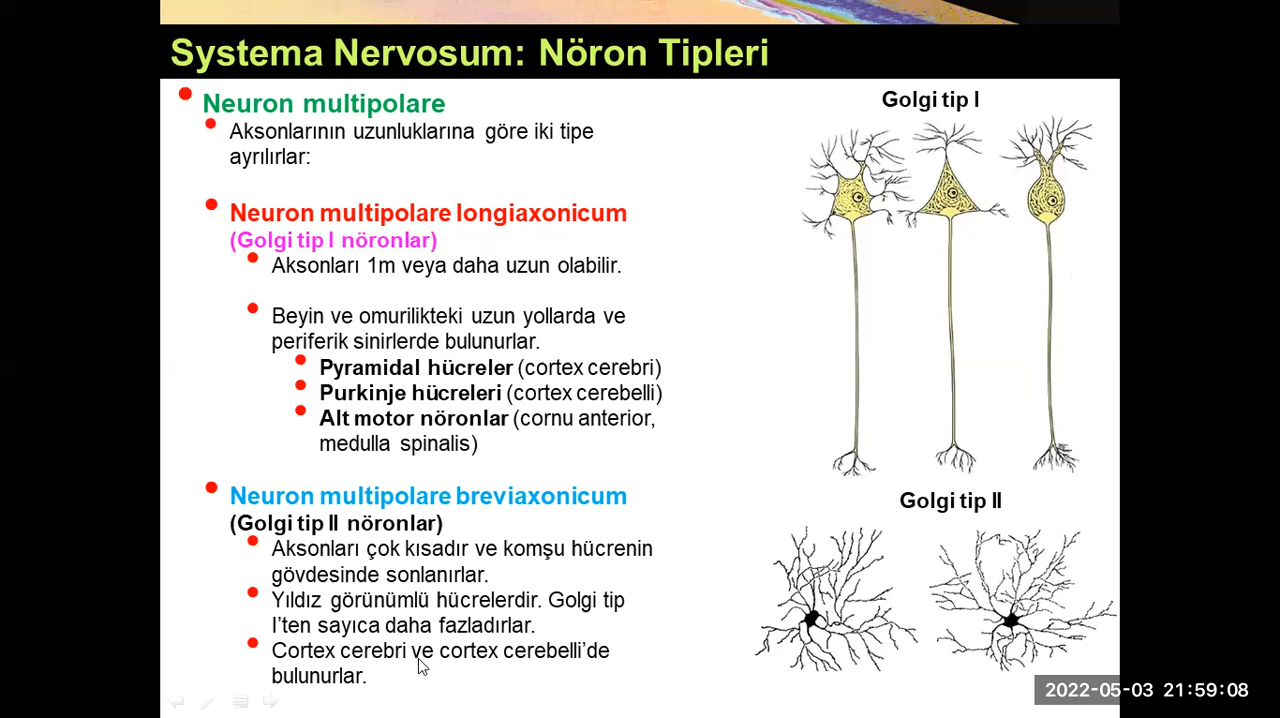 Systema Nervosum: Nöron Tipleri
Neuron multipolare
Aksonlarının uzunluklarına göre iki tipe
ayrılırlar:
Neuron multipolare longiaxonicum
(Golgi tip I nöronlar)
Aksonları 1m veya daha uzun olabilir.
Beyin ve omurilikteki uzun yollarda ve
periferik sinirlerde bulunurlar.
Pyramidal hücreler (cortex cerebri)
Purkinje hücreleri (cortex cerebelli)
Alt motor nöronlar (cornu anterior,
medulla spinalis)
Neuron multipolare breviaxonicum
(Golgi tip II nöronlar)
Aksonları çok kısadır ve komşu hücrenin
gövdesinde sonlanırlar.
Yıldız görünümlü hücrelerdir. Golgi tip
I'ten sayıca daha fazladırlar.
Cortex cerebri ve cortex cerebelli'de
bulunurlar.
Golgi tip I
Golgi tip II
2022-05-03 21:59:08